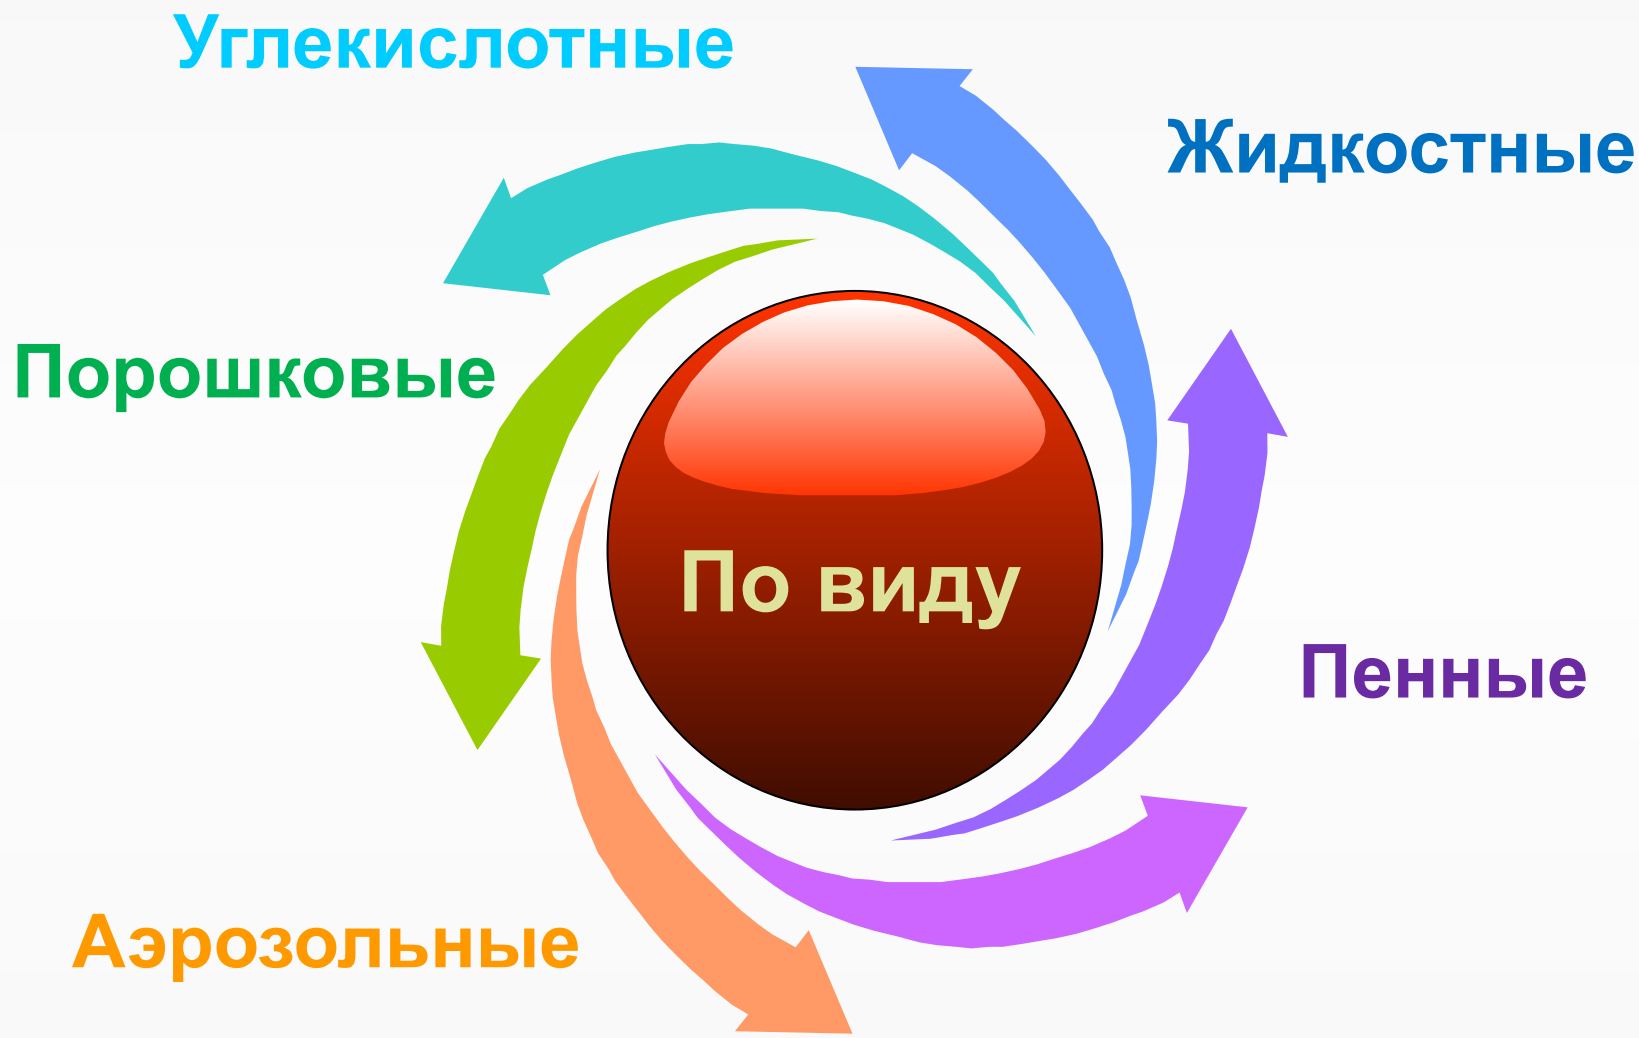 Углекислотные
Жидкостные
Порошковые
По виду
Пенные
Аэрозольные